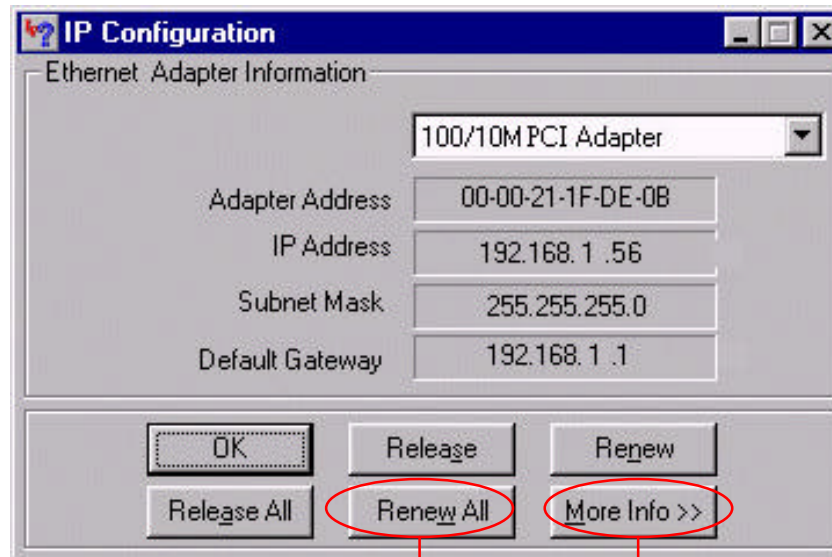 IP Configuration
Ethernet Adapter Information
100/10M PCI Adapter
Adapter Address 00-00-21-1F-DE-0B
IP Address 192.168. 1 .56
Subnet Mask 255.255.255.0
Default Gateway 192.168. 1 .1
OK Release Renew
Release All Renew All More Info >>